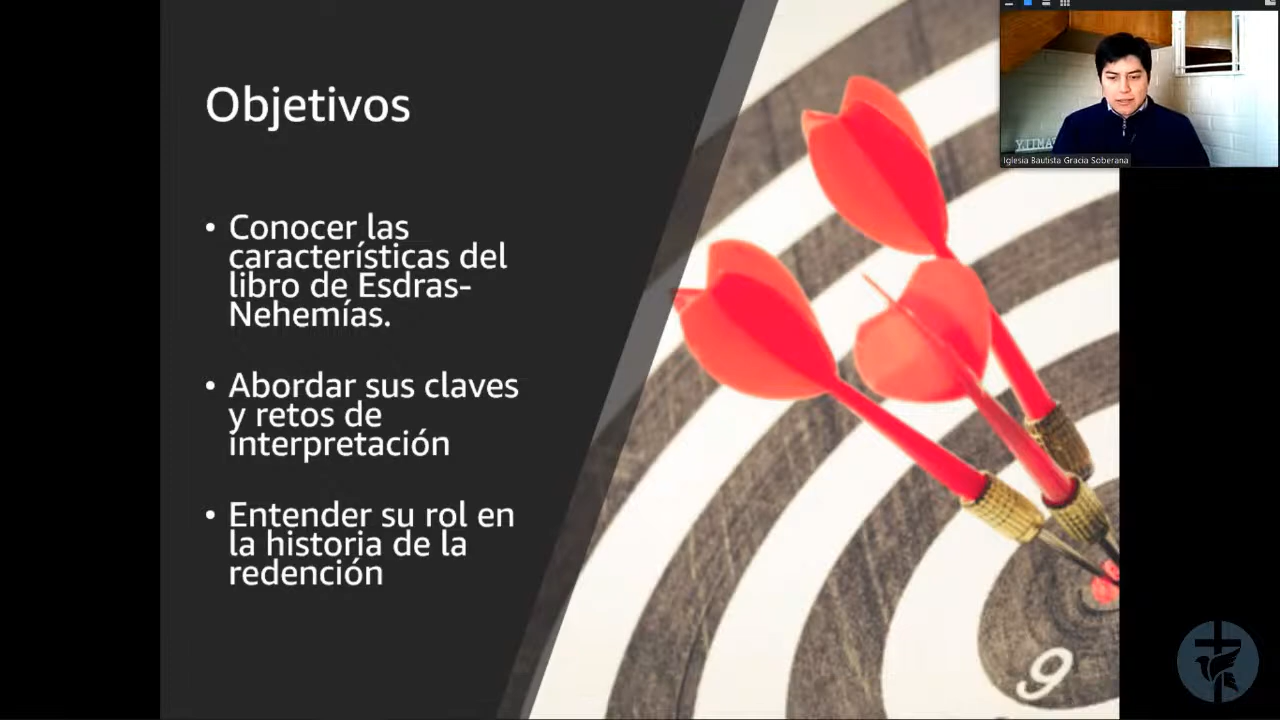 Objetivos
• Conocer las
características del
libro de Esdras-
Nehemías.
• Abordar sus claves
y retos de
interpretación
• Entender su rol en
la historia de la
redención
Iglesia Bautista Gracia Soberana
9